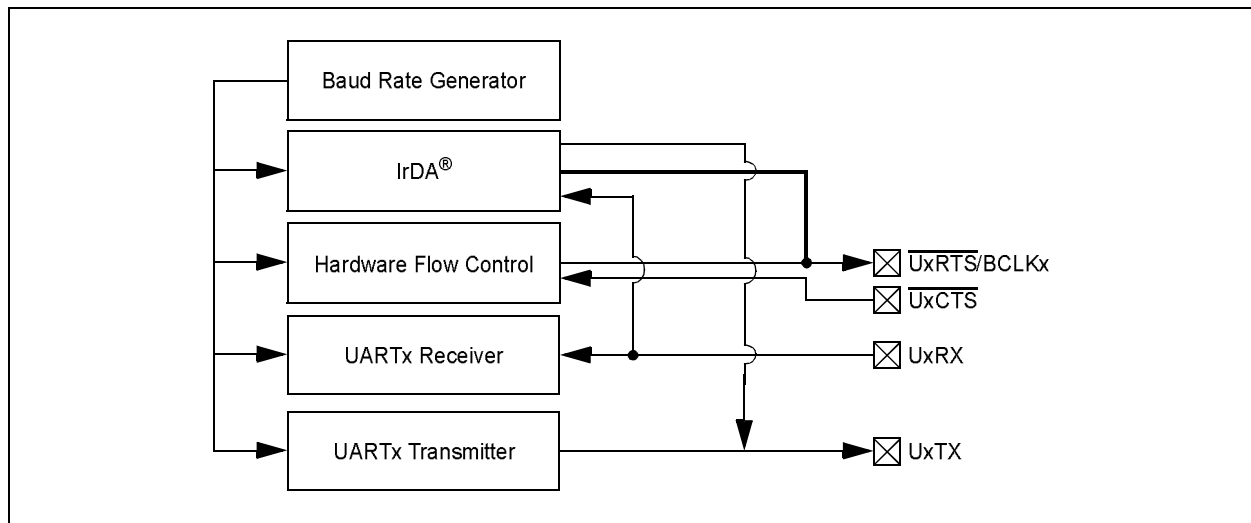 Baud Rate Generator
IrDA®
Hardware Flow Control
UxRTS/BCLKx
UxCTS
UARTx Receiver
UxRX
UARTx Transmitter
UxTX